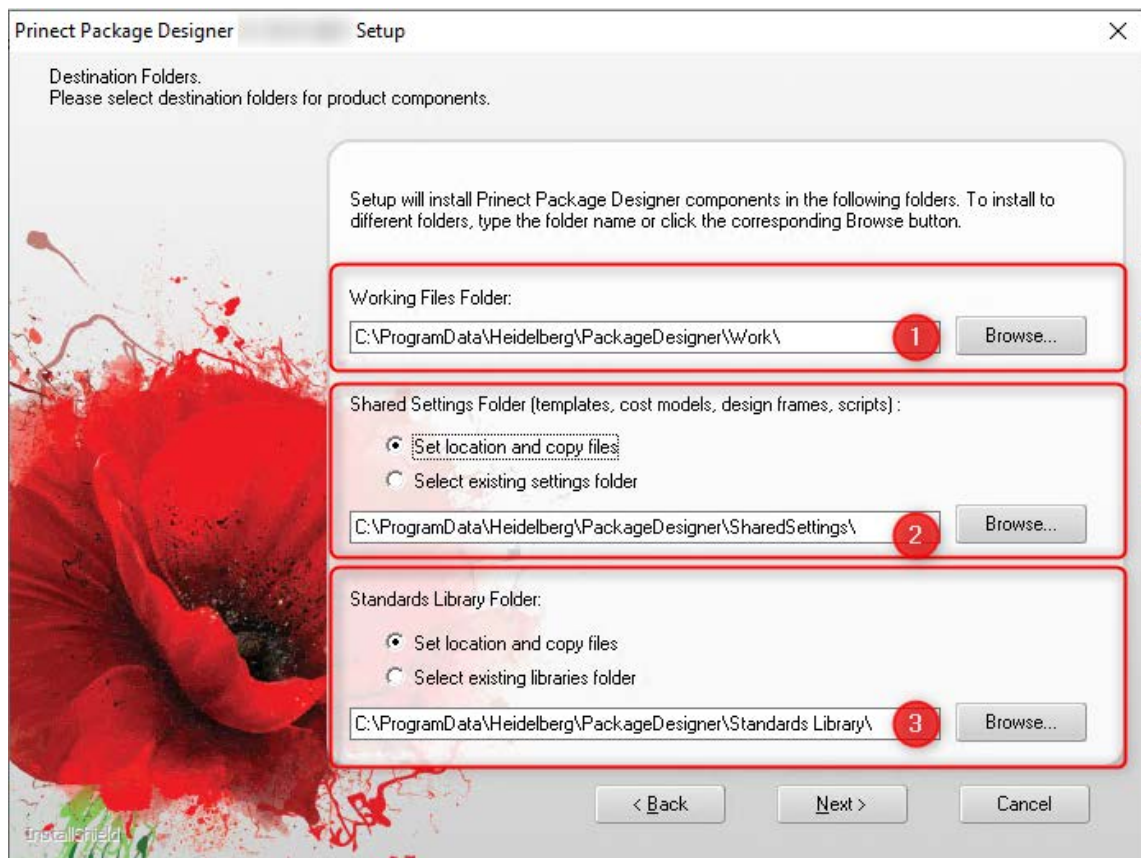 Prinect Package Designer Setup
Destination Folders.
Please select destination folders for product components.
Setup will install Prinect Package Designer components in the following folders. To install to
different folders, type the folder name or click the corresponding Browse button.
Working Files Folder:
C:\ProgramData\Heidelberg\PackageDesigner\Work\ 1 Browse...
Shared Settings Folder (templates, cost models, design frames, scripts) :
Set location and copy files
Select existing settings folder
C:\ProgramData\Heidelberg\PackageDesigner\SharedSettings\ 2 Browse...
Standards Library Folder:
Set location and copy files
Select existing libraries folder
C:\ProgramData\Heidelberg\PackageDesigner\Standards Library\ 3 Browse...
< Back Next > Cancel
InstallShield